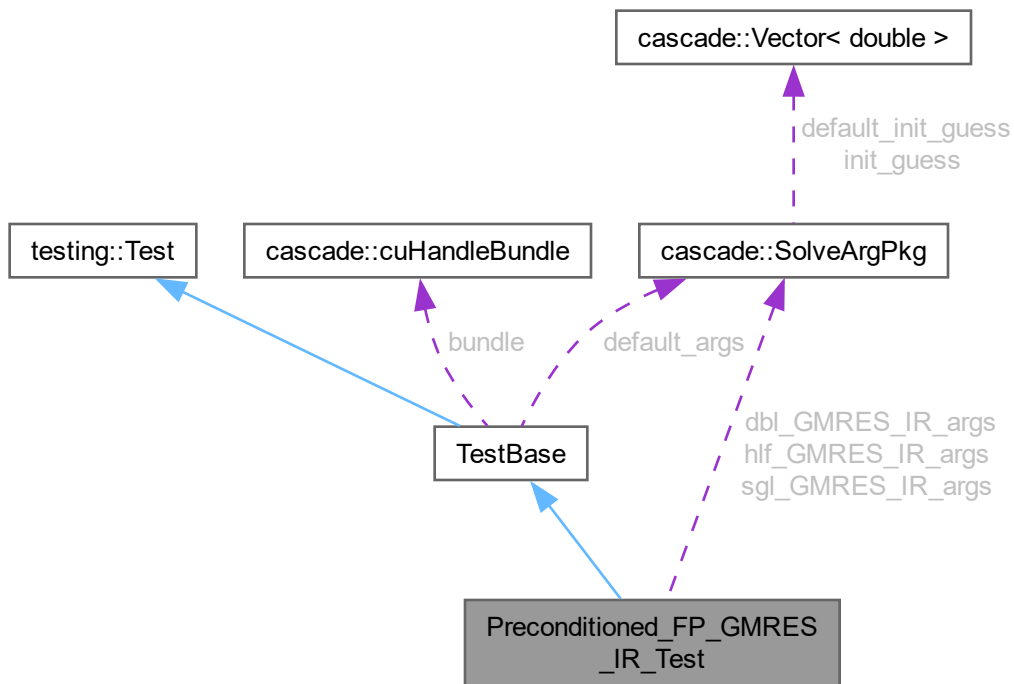 cascade::Vector< double >
default_init_guess
init_guess
testing::Test
cascade::cuHandleBundle
cascade::SolveArgPkg
bundle
default_args
dbl_GMRES_IR_args
hlf_GMRES_IR_args
sgl_GMRES_IR_args
TestBase
Preconditioned_FP_GMRES
_IR_Test